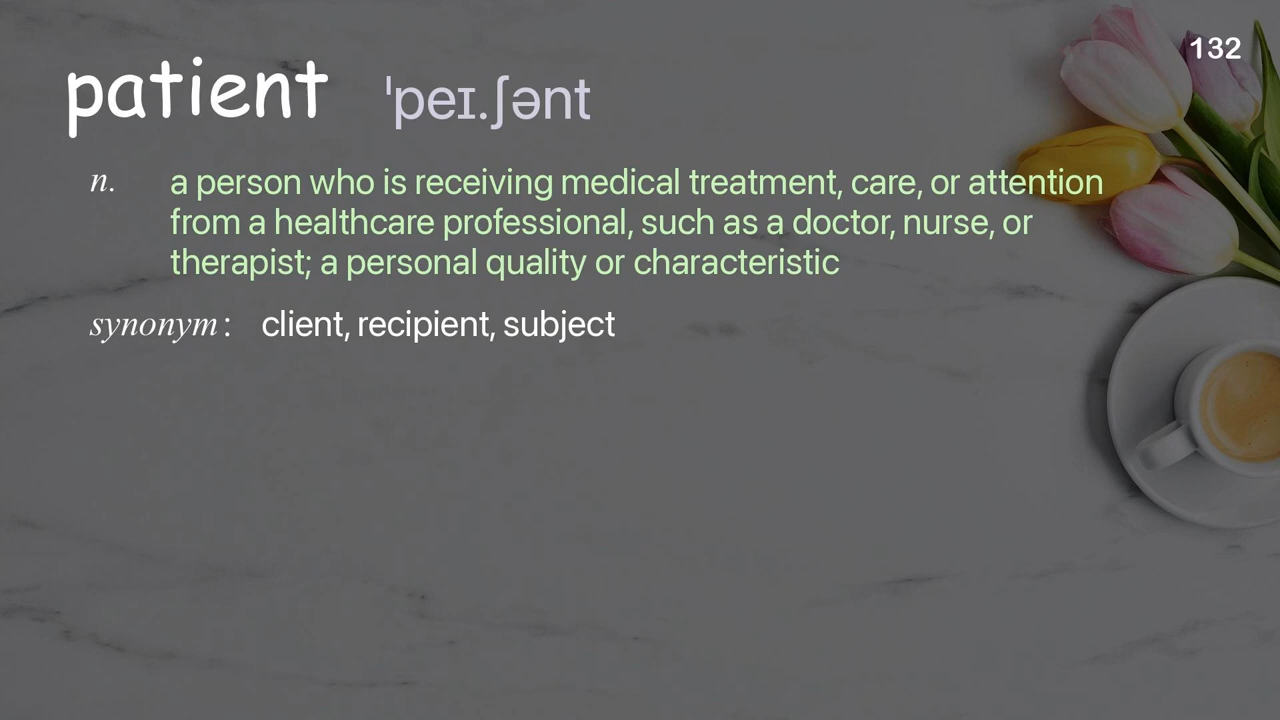 132
patient ˈpeɪ.ʃənt
n. a person who is receiving medical treatment, care, or attention
from a healthcare professional, such as a doctor, nurse, or
therapist; a personal quality or characteristic
synonym: client, recipient, subject